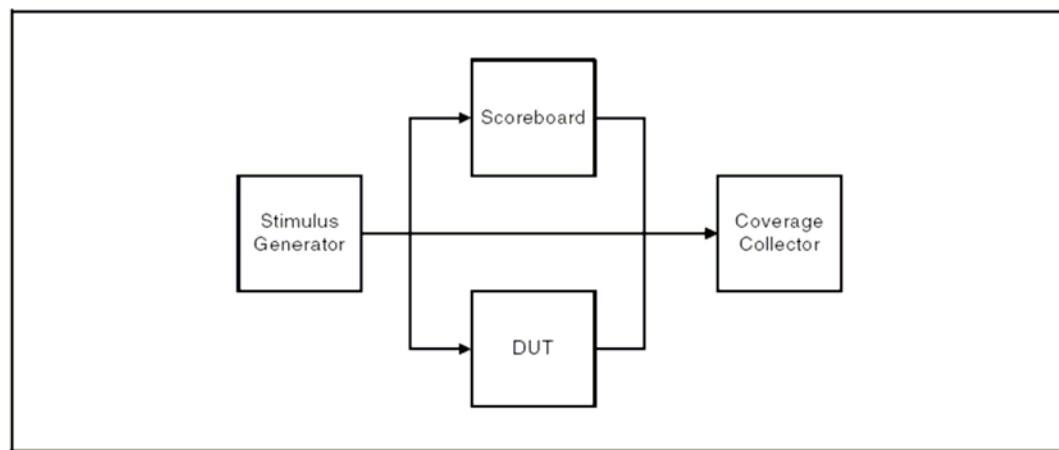 Scoreboard
Stimulus
Generator
Coverage
Collector
DUT